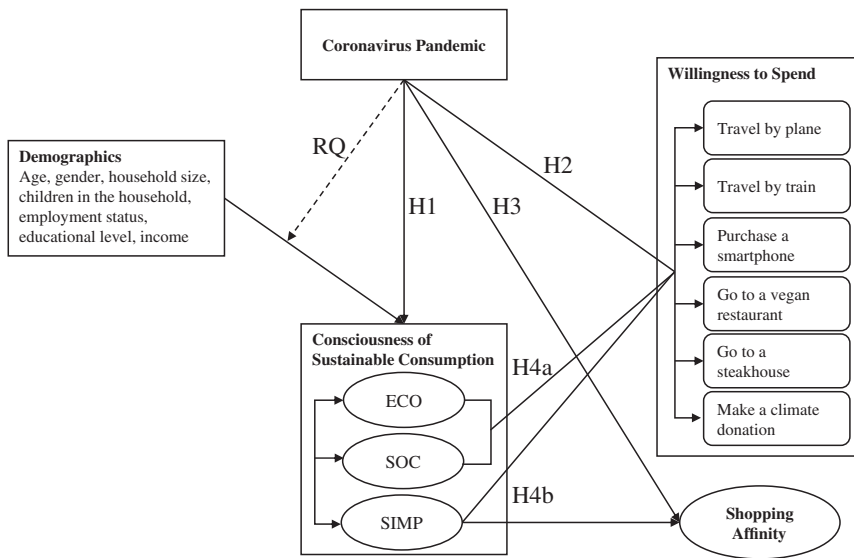 Coronavirus Pandemic
Willingness to Spend
Travel by plane
Travel by train
Purchase a
smartphone
Go to a vegan
restaurant
Go to a
steakhouse
Make a climate
donation
Demographics
Age, gender, household size,
children in the household,
employment status,
educational level, income
RQ
H1
H3
H2
Consciousness of
Sustainable Consumption
ECO
SOC
SIMP
H4a
H4b
Shopping
Affinity